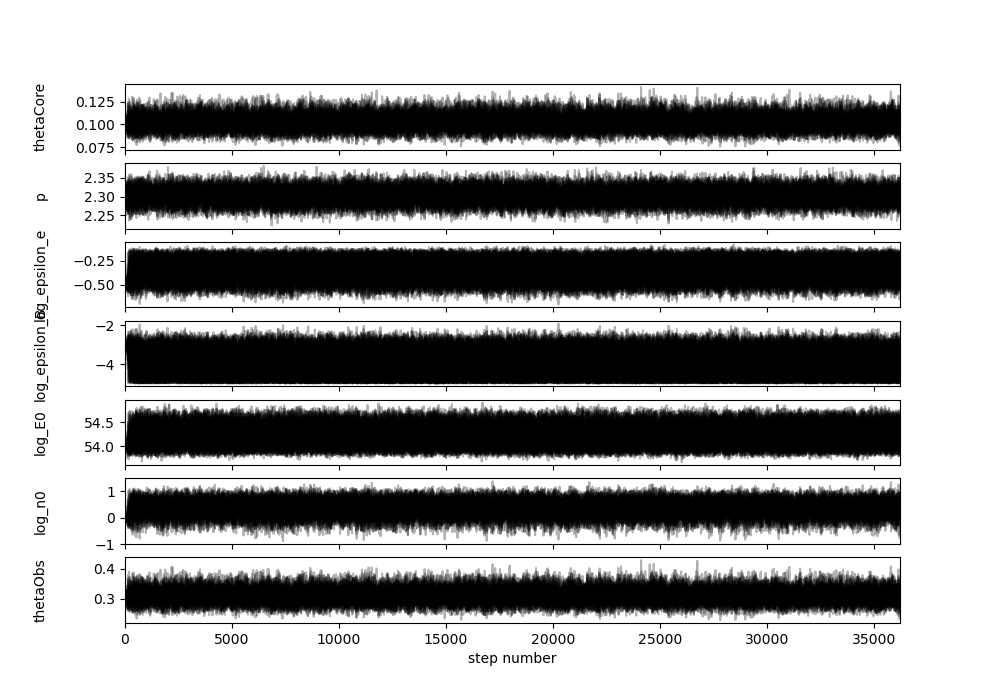 thetaCore
0.125
0.100
0.075
p
2.35
2.30
2.25
log_epsilon_e
−0.25
−0.50
log_epsilon_B
−2
−4
log_E0
54.5
54.0
log_n0
1
0
−1
thetaObs
0.4
0.3
0 5000 10000 15000 20000 25000 30000 35000
step number